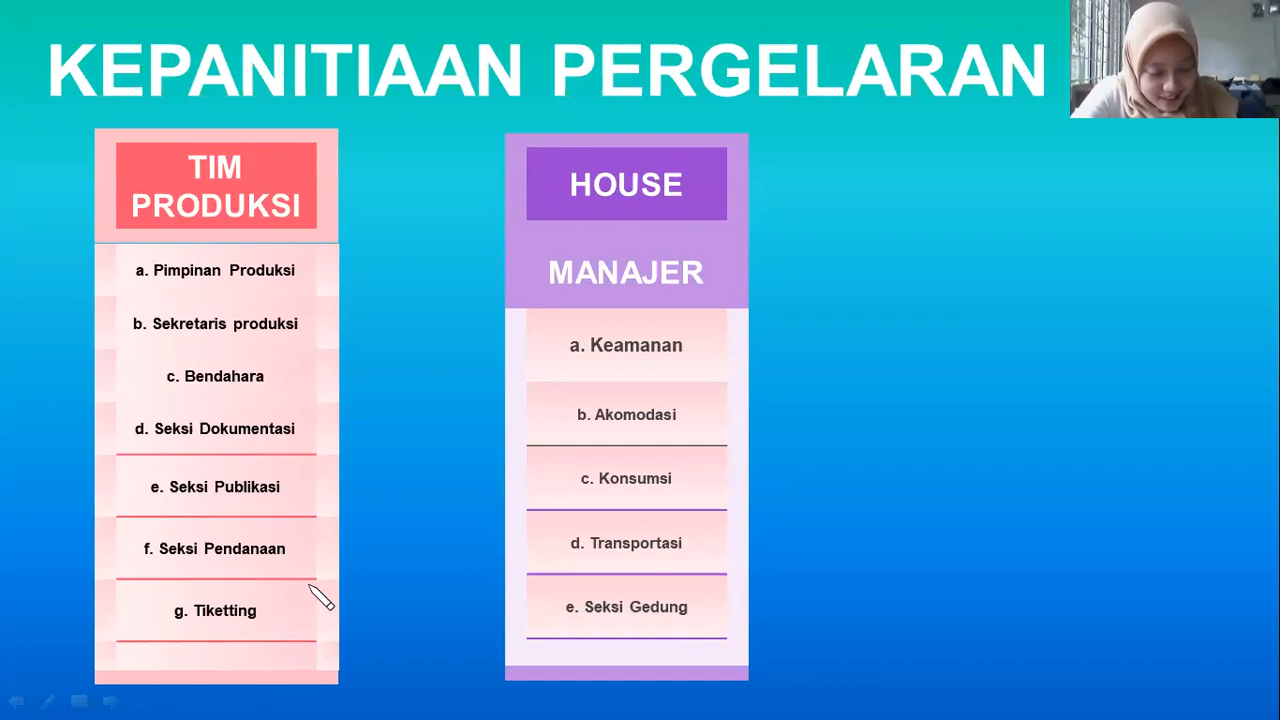 KEPANITIAAN PERGELARAN
TIM
PRODUKSI
a. Pimpinan Produksi
b. Sekretaris produksi
c. Bendahara
d. Seksi Dokumentasi
e. Seksi Publikasi
f. Seksi Pendanaan
g. Tiketting
HOUSE
MANAJER
a. Keamanan
b. Akomodasi
c. Konsumsi
d. Transportasi
e. Seksi Gedung